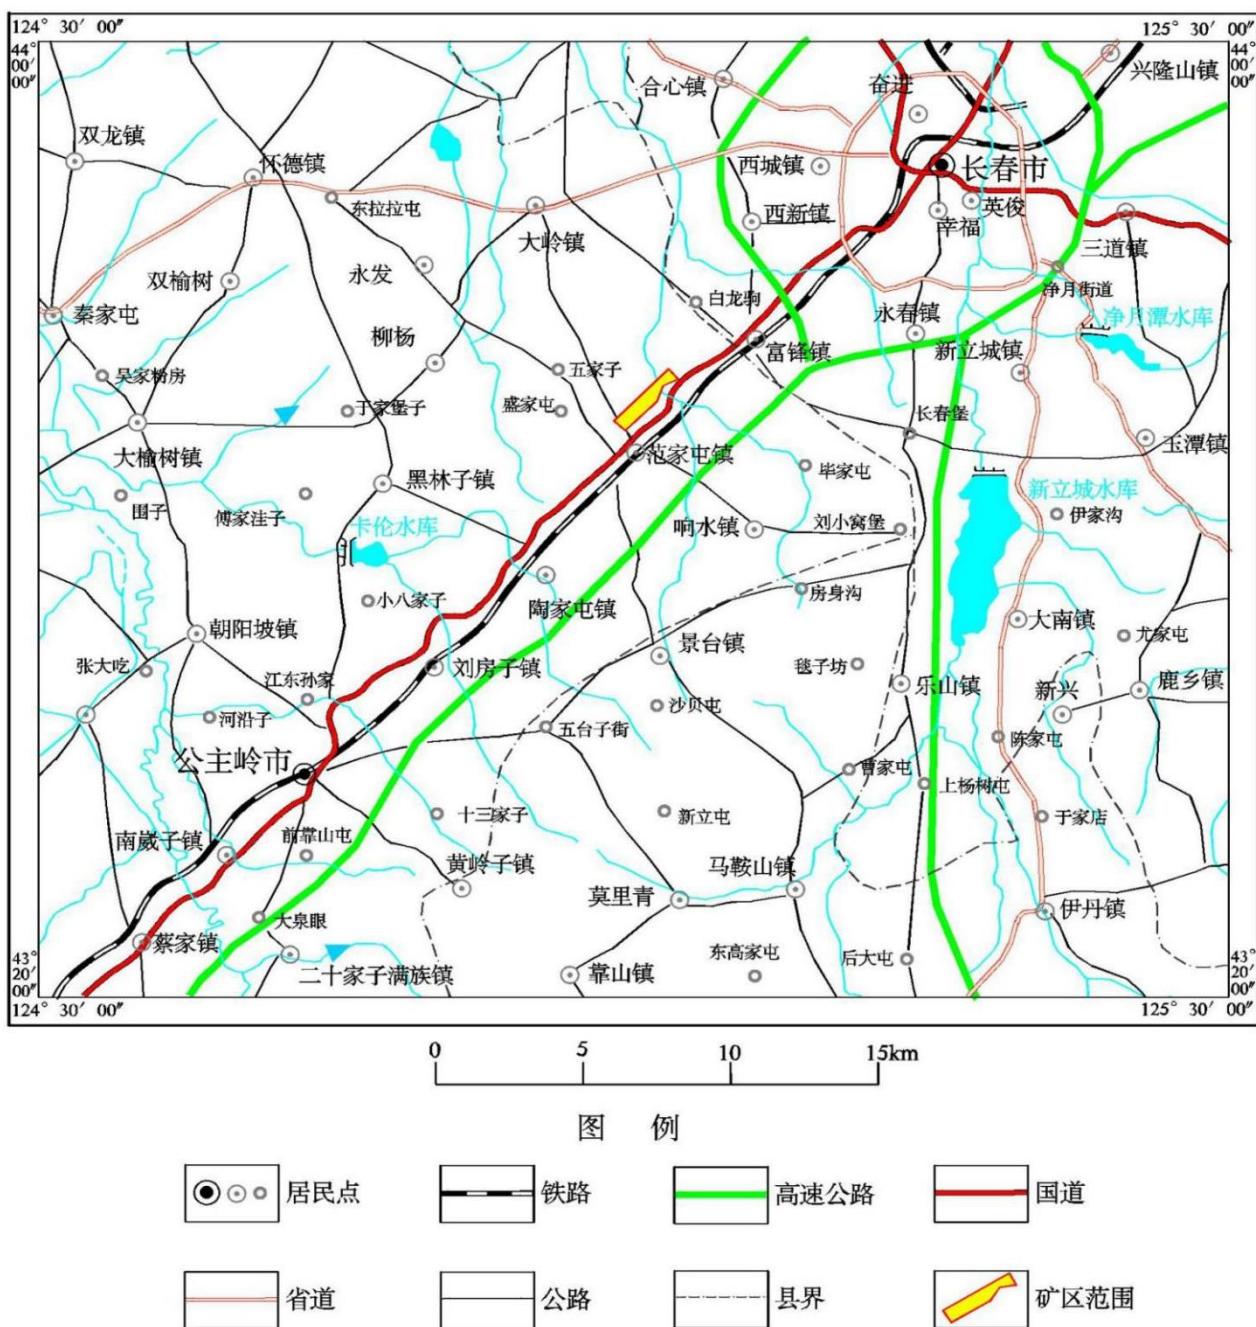 124° 30′ 00″
125° 30′ 00″
44°
00′
00″
44°
00′
00″
兴隆山镇
合心镇
奋进
双龙镇
怀德镇
西城镇
长春市
东拉拉屯
英俊
西新镇
幸福
大岭镇
三道镇
永发
双榆树
净月街道
白龙驹
秦家屯
永春镇
净月潭水库
柳杨
富锋镇
新立城镇
吴家粉房
五家子
于家堡子
盛家屯
长春堡
大榆树镇
范家屯镇
玉潭镇
毕家屯
黑林子镇
新立城水库
围子
傅家洼子
卡伦水库
响水镇
刘小窝堡
伊家沟
小八家子
陶家屯镇
房身沟
朝阳坡镇
大南镇
尤家屯
张大吃
刘房子镇
景台镇
毯子坊
江东孙家
乐山镇
新兴
鹿乡镇
河沿子
沙贝屯
五台子街
陈家屯
公主岭市
曹家屯
上杨树屯
十三家子
新立屯
于家店
南崴子镇
前靠山屯
黄岭子镇
马鞍山镇
莫里青
大泉眼
伊丹镇
蔡家镇
东高家屯
后大屯
二十家子满族镇
靠山镇
43°
20′
00″
43°
20′
00″
124° 30′ 00″
125° 30′ 00″
0 5 10 15km
图 例
居民点
铁路
高速公路
国道
省道
公路
县界
矿区范围